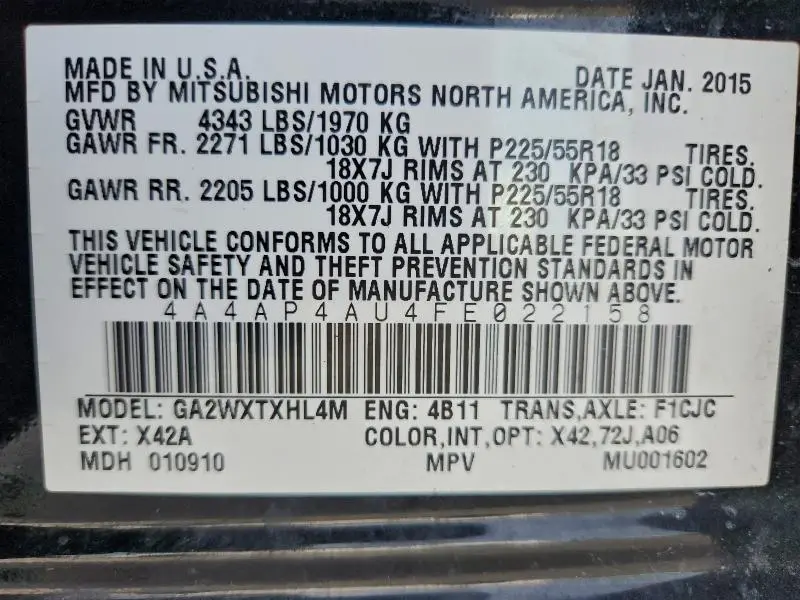 MADE IN U.S.A. DATE JAN. 2015
MFD BY MITSUBISHI MOTORS NORTH AMERICA, INC.
GVWR 4343 LBS/1970 KG
GAWR FR. 2271 LBS/1030 KG WITH P225/55R18 TIRES.
18X7J RIMS AT 230 KPA/33 PSI COLD.
GAWR RR. 2205 LBS/1000 KG WITH P225/55R18 TIRES.
18X7J RIMS AT 230 KPA/33 PSI COLD.
THIS VEHICLE CONFORMS TO ALL APPLICABLE FEDERAL MOTOR
VEHICLE SAFETY AND THEFT PREVENTION STANDARDS IN
EFFECT ON THE DATE OF MANUFACTURE SHOWN ABOVE.
4A4AP4AU4FE022158
MODEL: GA2WXTXHL4M ENG: 4B11 TRANS,AXLE: F1CJC
EXT: X42A COLOR,INT,OPT: X42,72J,A06
MDH 010910 MPV MU001602